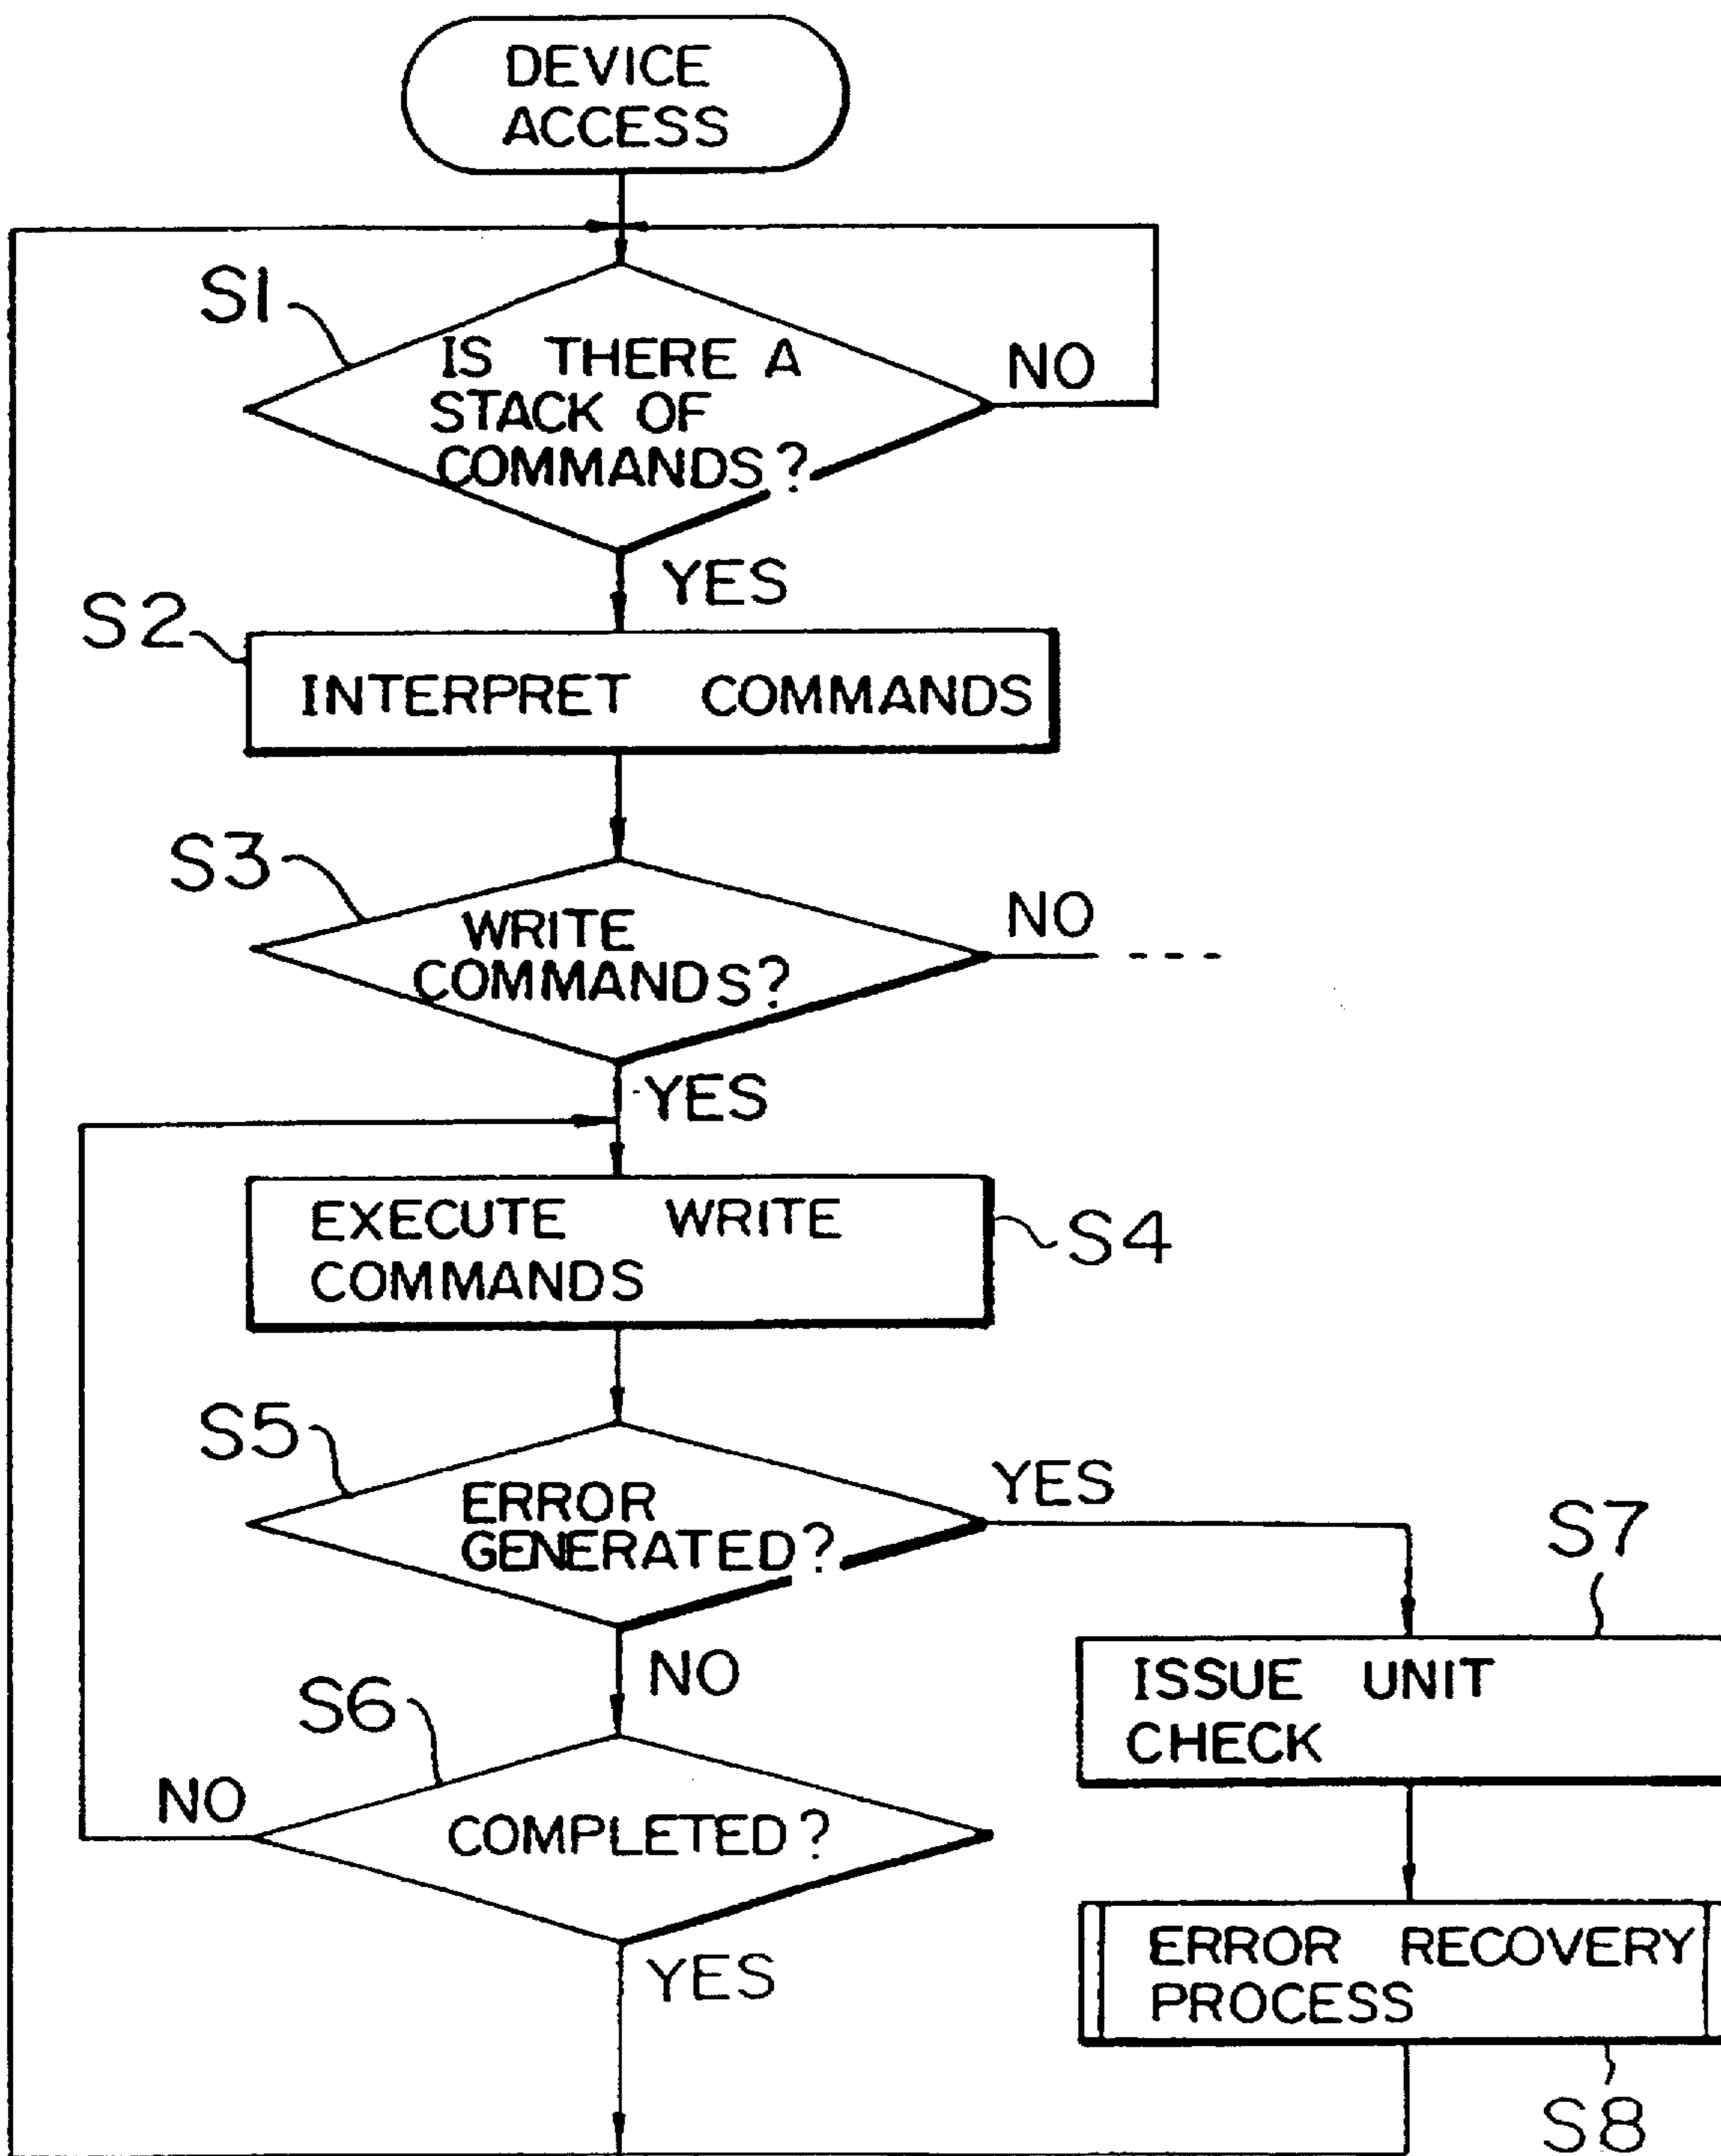 DEVICE
ACCESS
S1
IS THERE A
STACK OF
COMMANDS?
NO
YES
S2
INTERPRET COMMANDS
S3
WRITE
COMMANDS?
NO
YES
EXECUTE WRITE
COMMANDS
S4
S5
ERROR
GENERATED?
YES
NO
S7
ISSUE UNIT
CHECK
S6
COMPLETED?
NO
YES
ERROR RECOVERY
PROCESS
S8